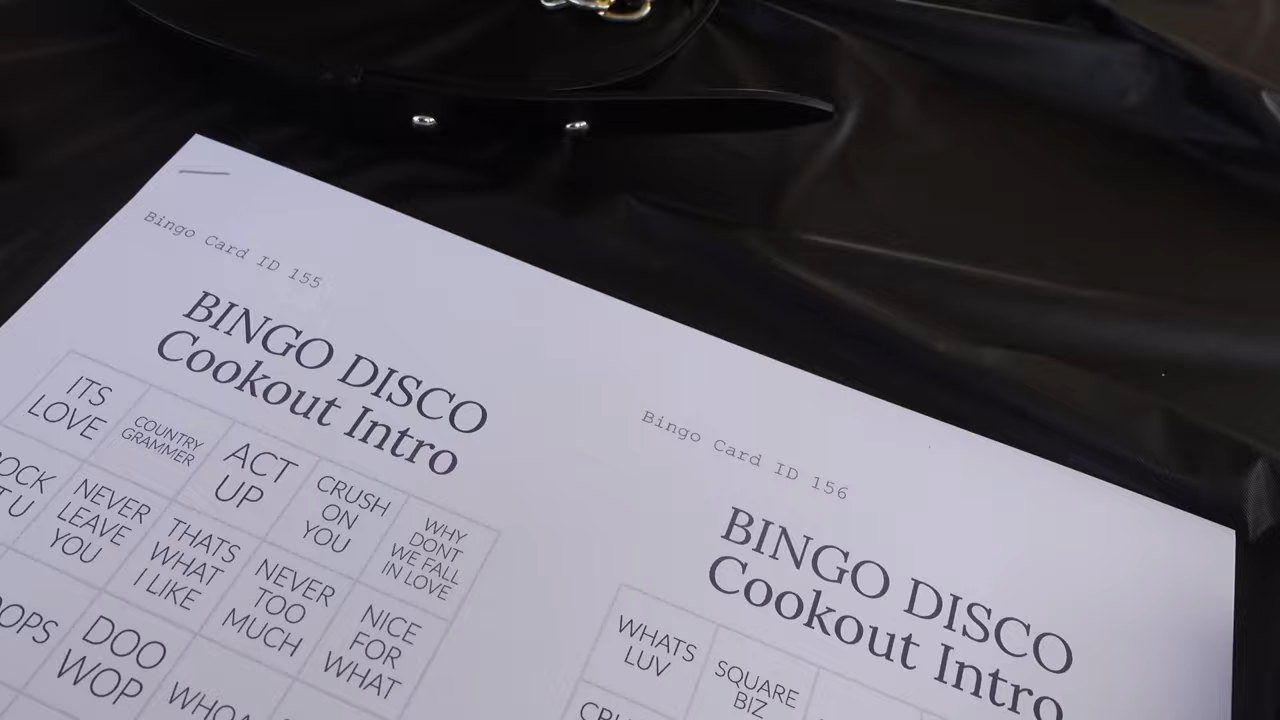 Bingo Card ID 155
BINGO DISCO
Cookout Intro
ITS
LOVE
COUNTRY
GRAMMER
ACT
UP
CRUSH
ON
YOU
WHY
DONT
WE FALL
IN LOVE
U
NEVER
LEAVE
YOU
THATS
WHAT
I LIKE
NEVER
TOO
MUCH
NICE
FOR
WHAT
DOO
WOP
Bingo Card ID 156
BINGO DISCO
Cookout Intro
WHATS
LUV
SQUARE
BIZ